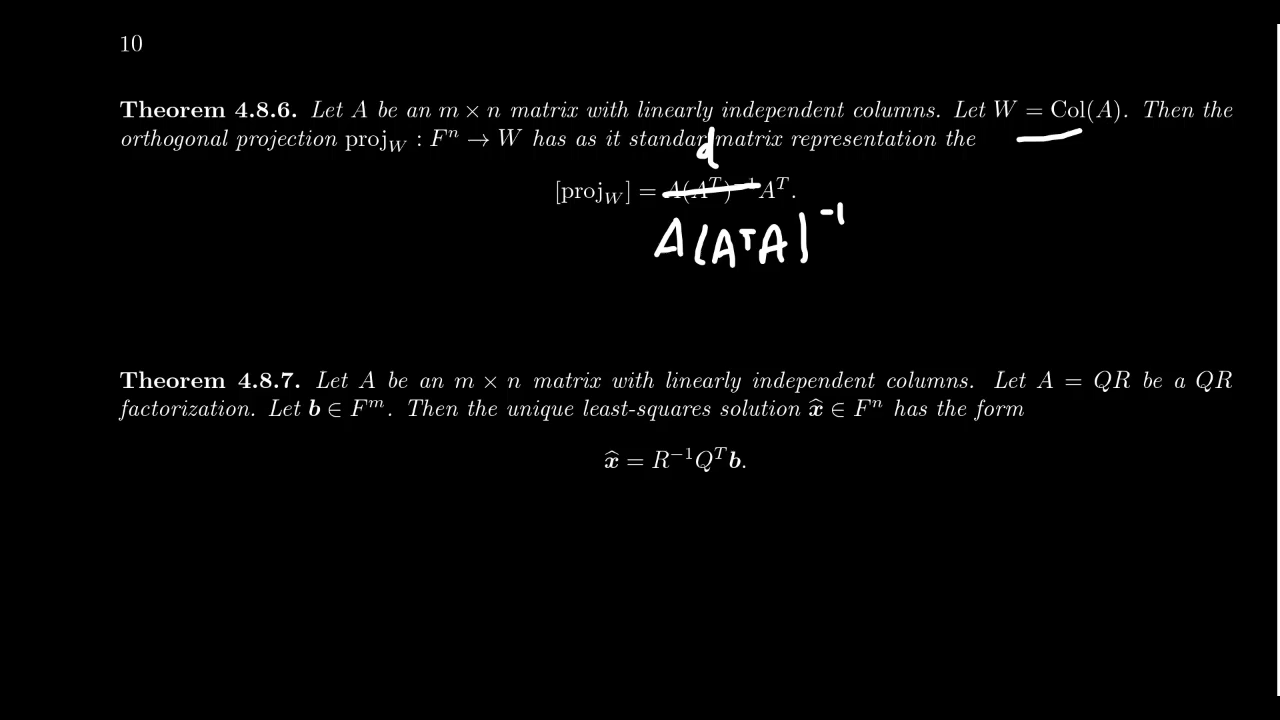 10
Theorem 4.8.6. Let A be an m × n matrix with linearly independent columns. Let W = Col(A). Then the
orthogonal projection proj_W : F^n → W has as it standar matrix representation the
d
[proj_W] = A(A^T)^{-1}A^T.
A(A^TA)^{-1}
Theorem 4.8.7. Let A be an m × n matrix with linearly independent columns. Let A = QR be a QR
factorization. Let b ∈ F^m. Then the unique least-squares solution x̂ ∈ F^n has the form
x̂ = R^{-1}Q^Tb.